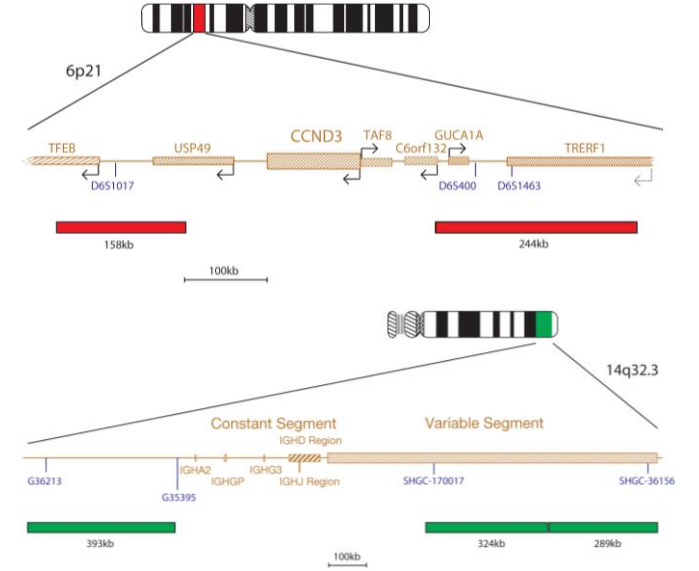 6p21
CCND3
TFEB USP49 TAF8 C6orf132 GUCA1A TRERF1
D6S1017 D6S400 D6S1463
158kb 244kb
100kb
14q32.3
Constant Segment Variable Segment
IGHD Region
IGHA2 IGHGP IGHG3 IGHJ Region
G36213 G35395 SHGC-170017 SHGC-36156
393kb 324kb 289kb
100kb